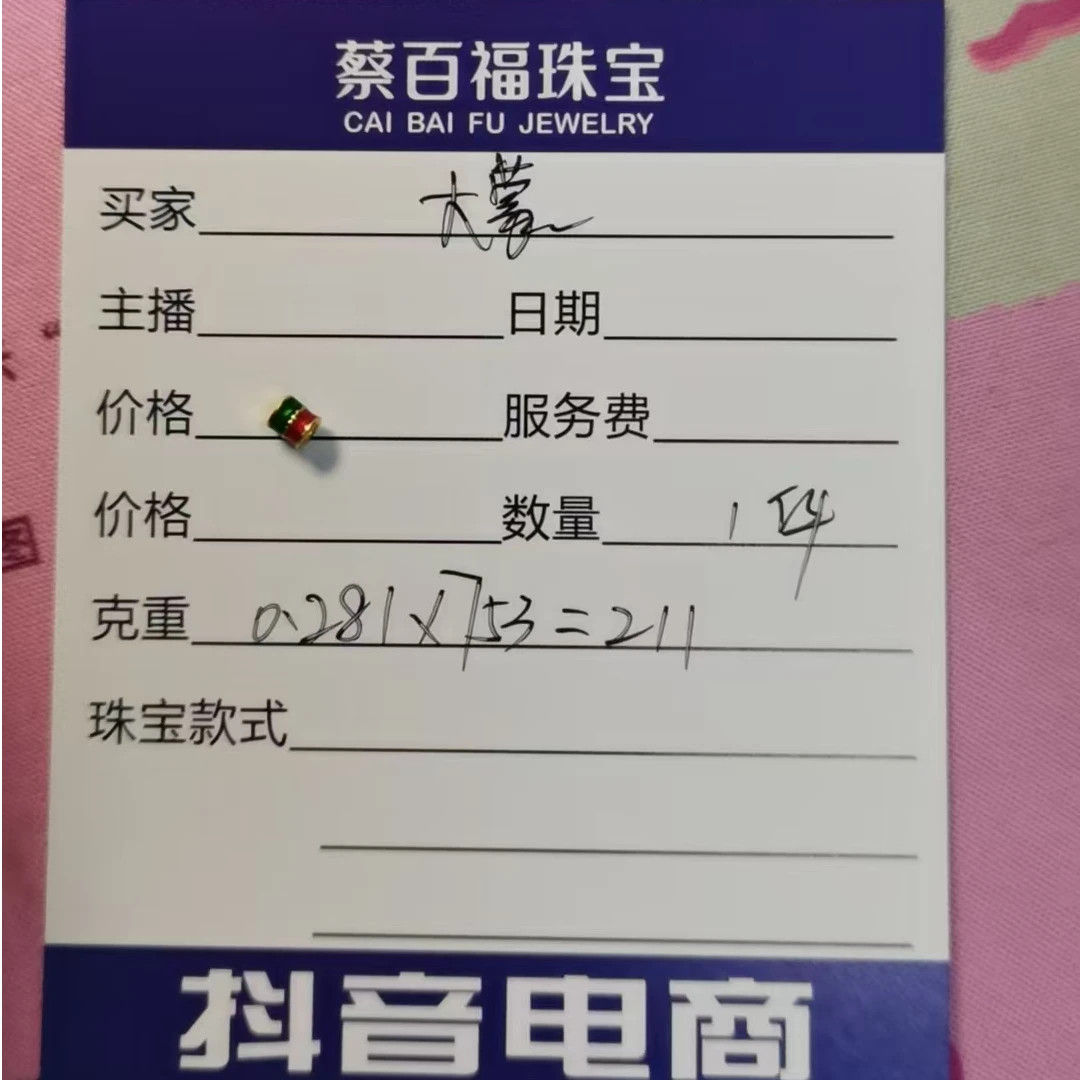 蔡百福珠宝
CAI BAI FU JEWELRY
买家 大蒙
主播 日期
价格 服务费
价格 数量 1件
克重 0.281×753=211
珠宝款式
抖音电商